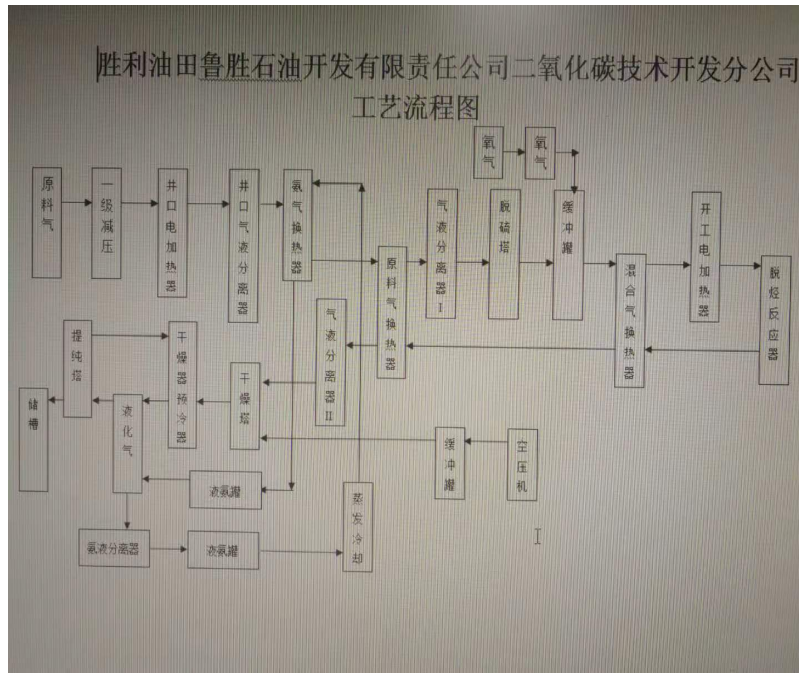 胜利油田鲁胜石油开发有限责任公司二氧化碳技术开发分公司
工艺流程图
氧气
氧气
原料气
一级减压
井口电加热器
井口气液分离器
氨气换热器
气液分离器I
脱硫塔
缓冲罐
开工电加热器
原料气换热器
混合气换热器
脱烃反应器
气液分离器II
提纯塔
干燥器预冷器
干燥塔
储槽
液化气
缓冲罐
空压机
液氨罐
蒸发冷却
氨液分离器
液氨罐